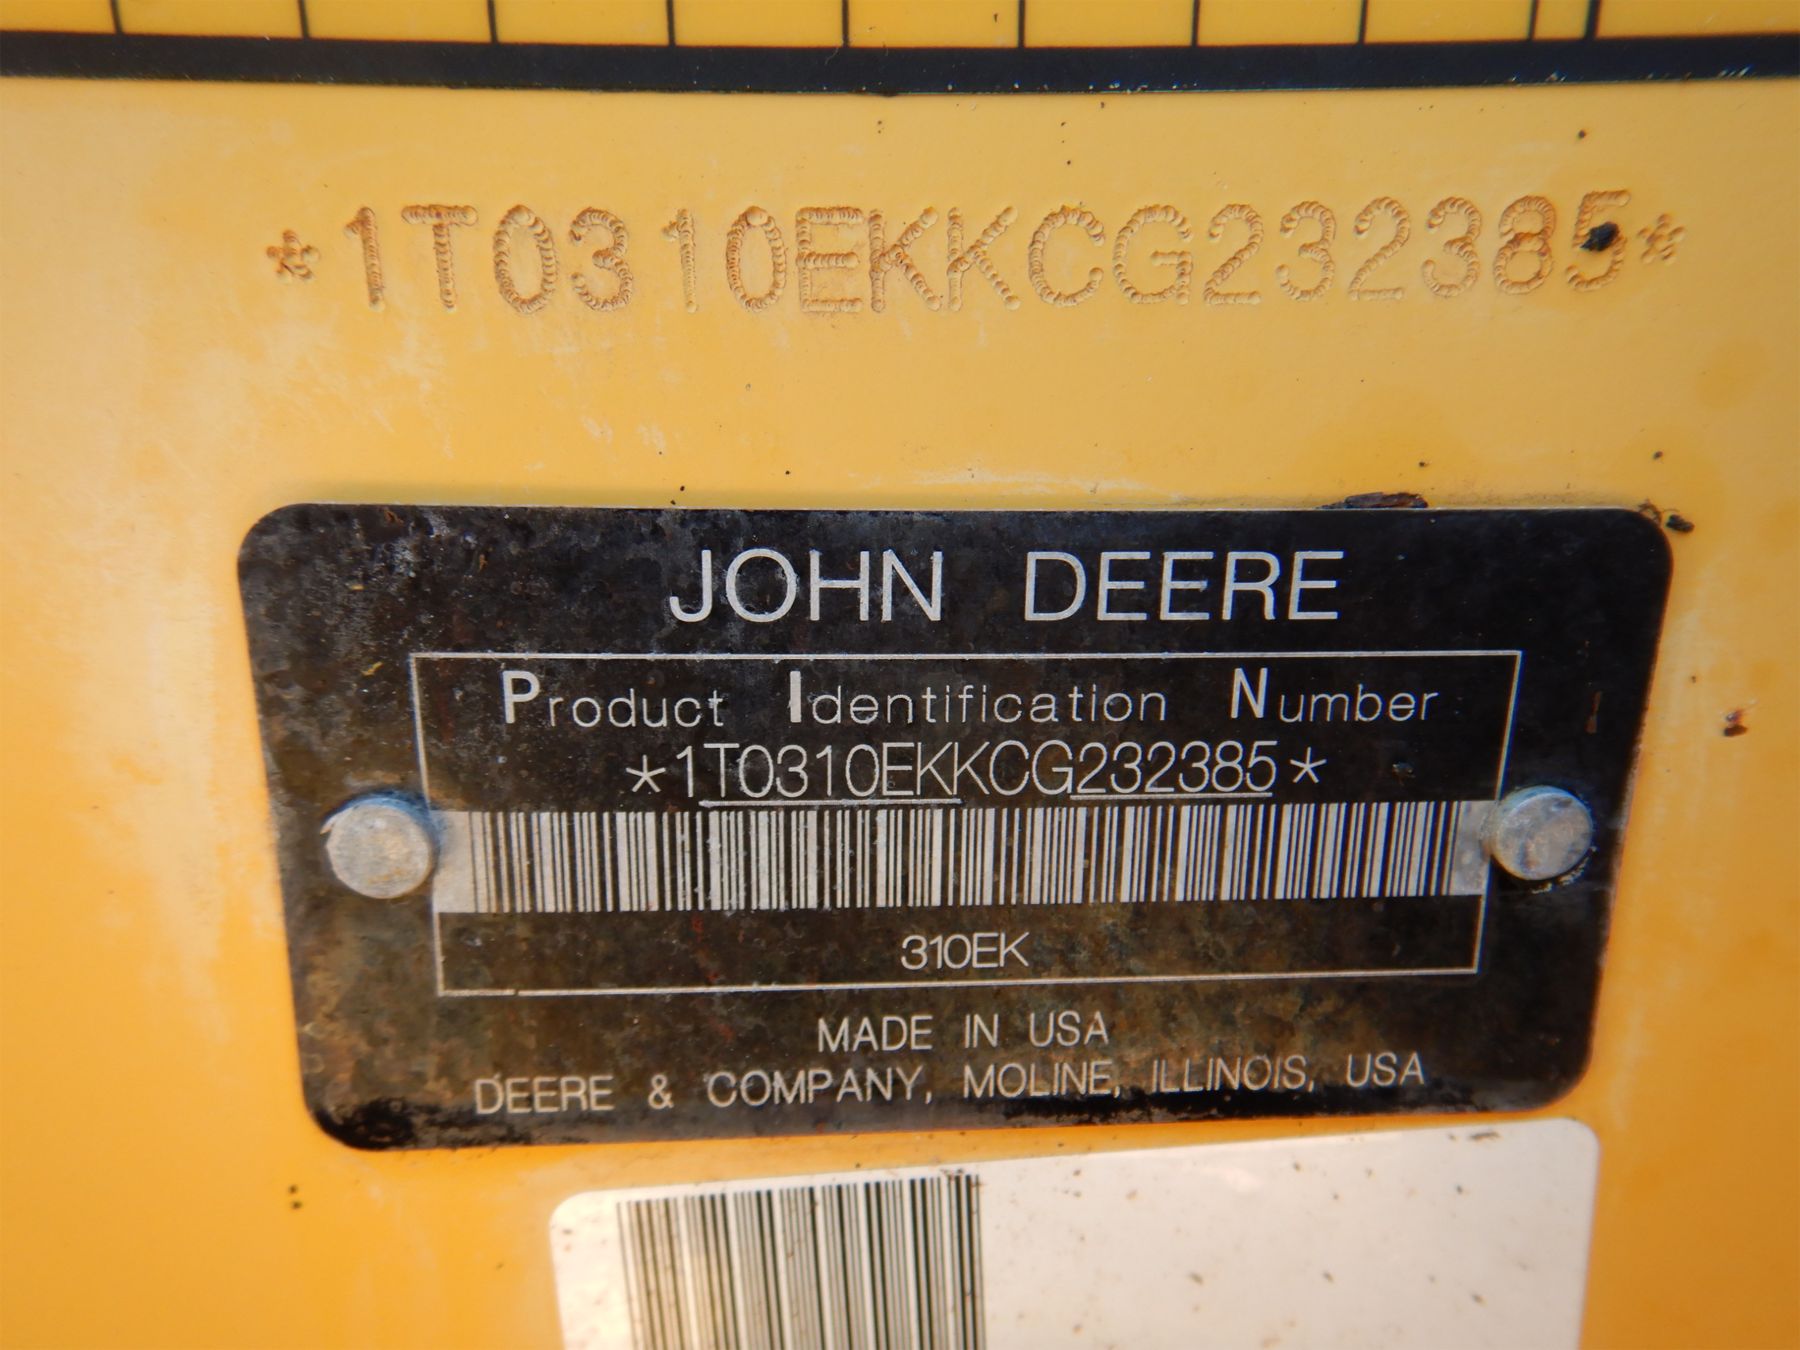 *1T0310EKKCG232385*
JOHN DEERE
Product Identification Number
*1T0310EKKCG232385*
310EK
MADE IN USA
DEERE & COMPANY, MOLINE, ILLINOIS, USA